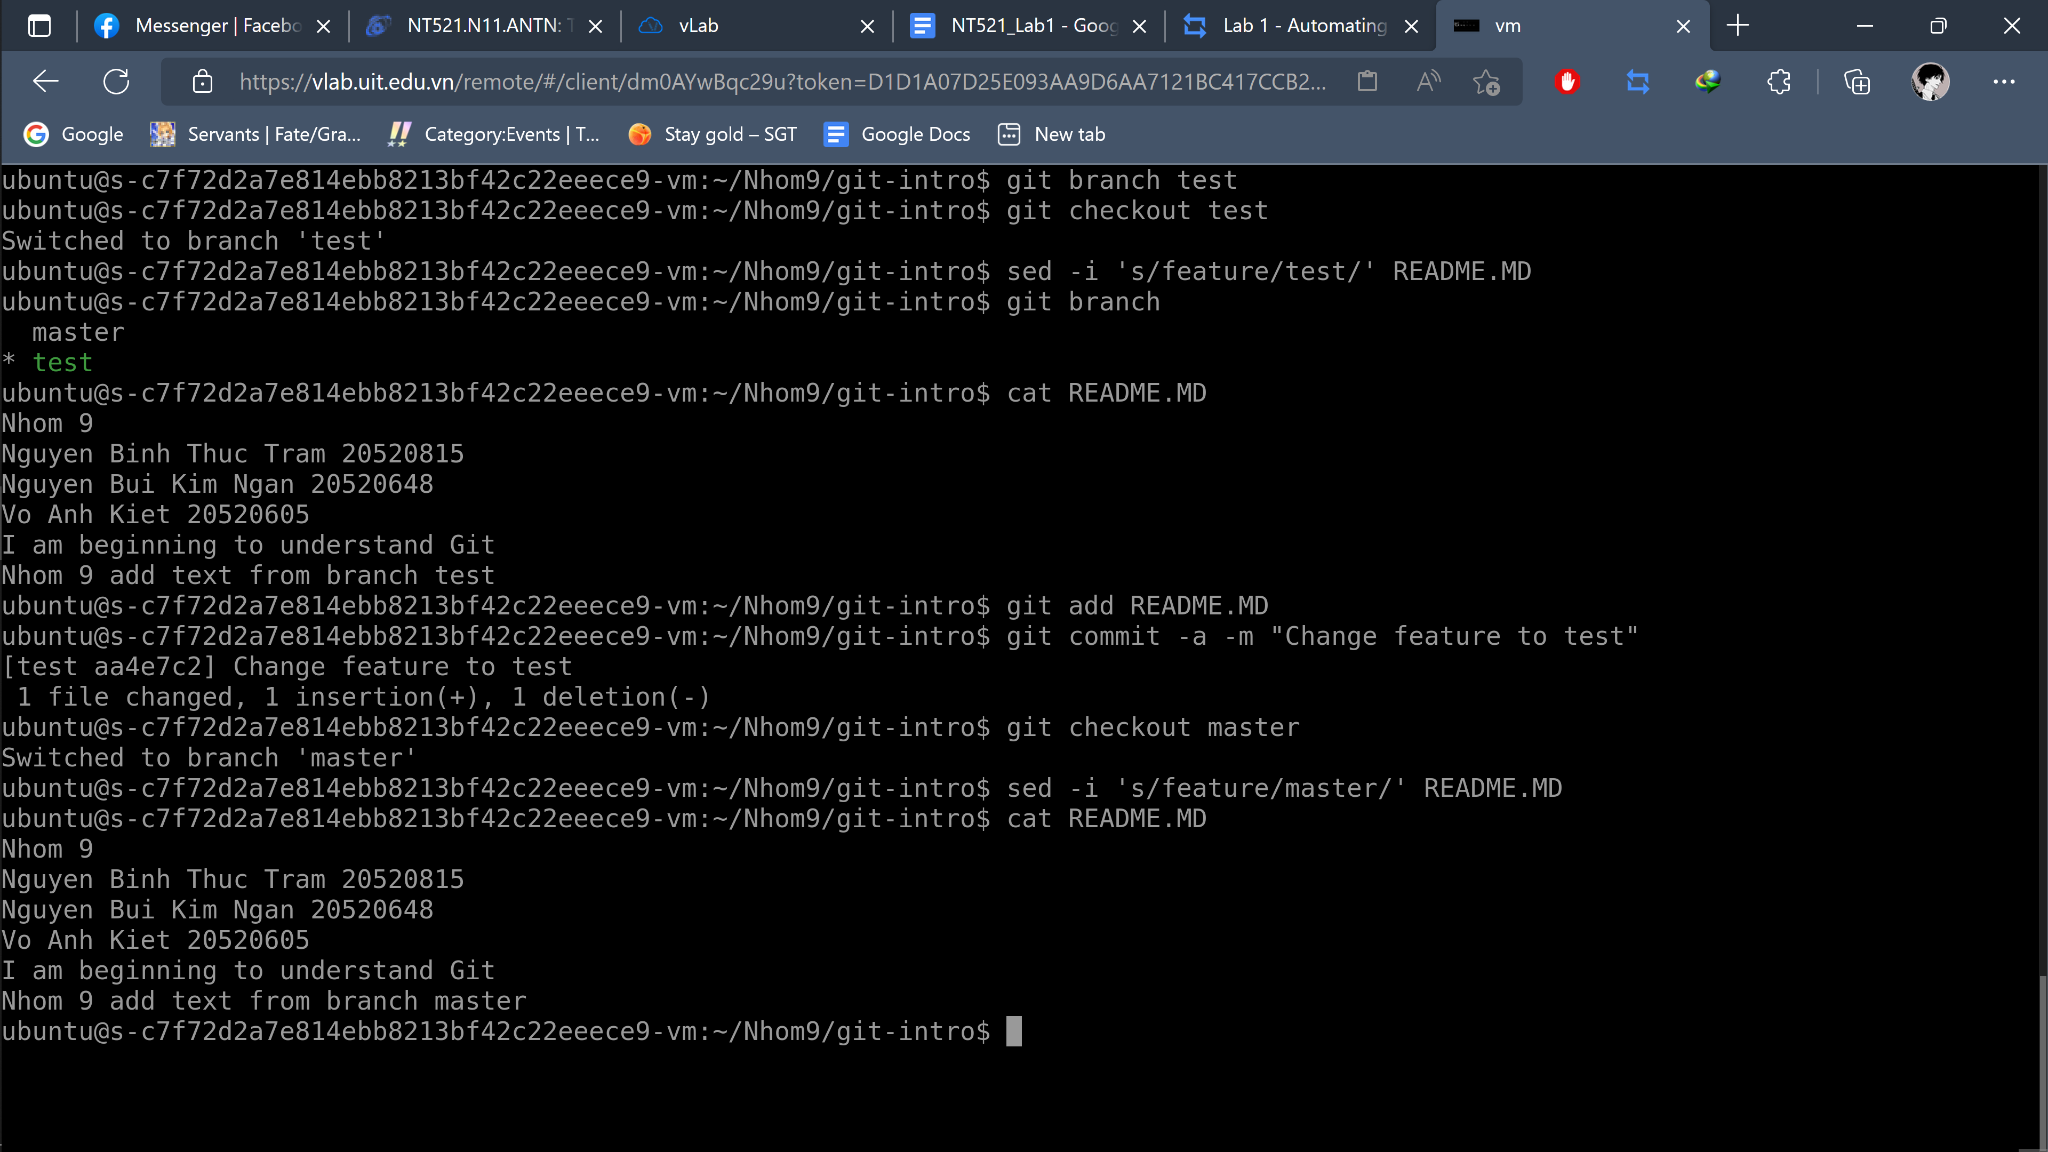 Messenger | Facebo
NT521.N11.ANTN: T
vLab
NT521_Lab1 - Goog
Lab 1 - Automating
vm
https://vlab.uit.edu.vn/remote/#/client/dm0AYwBqc29u?token=D1D1A07D25E093AA9D6AA7121BC417CCB2...
Google
Servants | Fate/Gra...
Category:Events | T...
Stay gold – SGT
Google Docs
New tab
ubuntu@s-c7f72d2a7e814ebb8213bf42c22eeece9-vm:~/Nhom9/git-intro$ git branch test
ubuntu@s-c7f72d2a7e814ebb8213bf42c22eeece9-vm:~/Nhom9/git-intro$ git checkout test
Switched to branch 'test'
ubuntu@s-c7f72d2a7e814ebb8213bf42c22eeece9-vm:~/Nhom9/git-intro$ sed -i 's/feature/test/' README.MD
ubuntu@s-c7f72d2a7e814ebb8213bf42c22eeece9-vm:~/Nhom9/git-intro$ git branch
  master
* test
ubuntu@s-c7f72d2a7e814ebb8213bf42c22eeece9-vm:~/Nhom9/git-intro$ cat README.MD
Nhom 9
Nguyen Binh Thuc Tram 20520815
Nguyen Bui Kim Ngan 20520648
Vo Anh Kiet 20520605
I am beginning to understand Git
Nhom 9 add text from branch test
ubuntu@s-c7f72d2a7e814ebb8213bf42c22eeece9-vm:~/Nhom9/git-intro$ git add README.MD
ubuntu@s-c7f72d2a7e814ebb8213bf42c22eeece9-vm:~/Nhom9/git-intro$ git commit -a -m "Change feature to test"
[test aa4e7c2] Change feature to test
 1 file changed, 1 insertion(+), 1 deletion(-)
ubuntu@s-c7f72d2a7e814ebb8213bf42c22eeece9-vm:~/Nhom9/git-intro$ git checkout master
Switched to branch 'master'
ubuntu@s-c7f72d2a7e814ebb8213bf42c22eeece9-vm:~/Nhom9/git-intro$ sed -i 's/feature/master/' README.MD
ubuntu@s-c7f72d2a7e814ebb8213bf42c22eeece9-vm:~/Nhom9/git-intro$ cat README.MD
Nhom 9
Nguyen Binh Thuc Tram 20520815
Nguyen Bui Kim Ngan 20520648
Vo Anh Kiet 20520605
I am beginning to understand Git
Nhom 9 add text from branch master
ubuntu@s-c7f72d2a7e814ebb8213bf42c22eeece9-vm:~/Nhom9/git-intro$